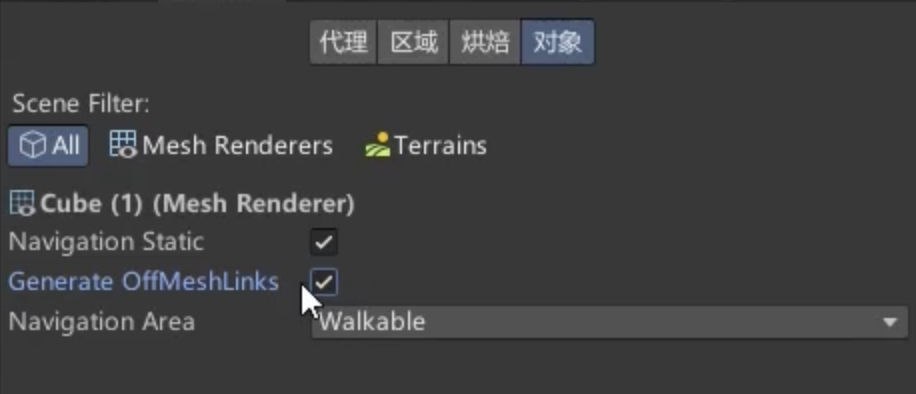 代理 区域 烘焙 对象
Scene Filter:
All Mesh Renderers Terrains
Cube (1) (Mesh Renderer)
Navigation Static
Generate OffMeshLinks
Navigation Area Walkable